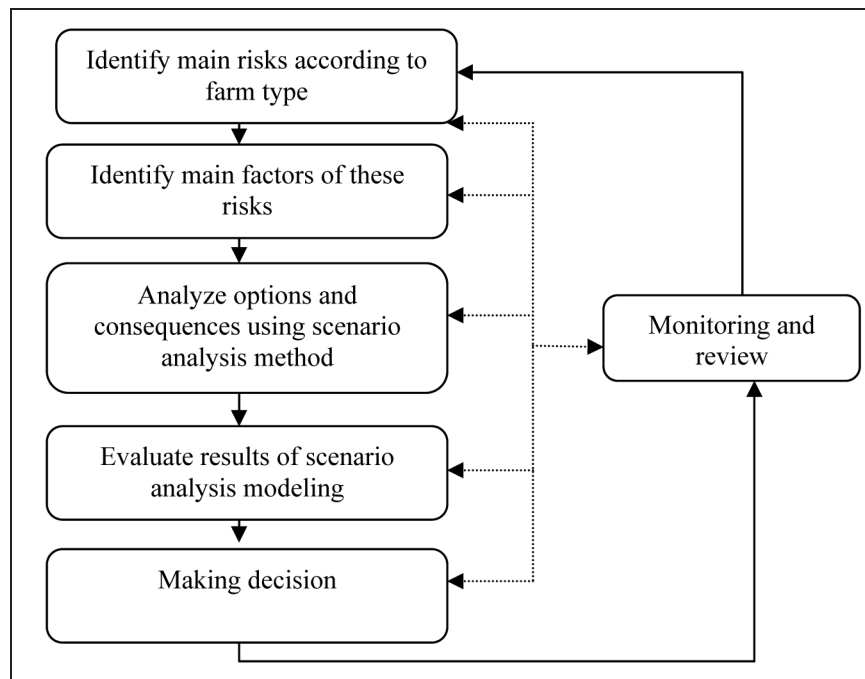 Identify main risks according to
farm type
Identify main factors of these
risks
Analyze options and
consequences using scenario
analysis method
Monitoring and
review
Evaluate results of scenario
analysis modeling
Making decision